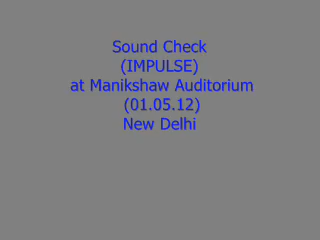 Sound Check
(IMPULSE)
at Manikshaw Auditorium
(01.05.12)
New Delhi